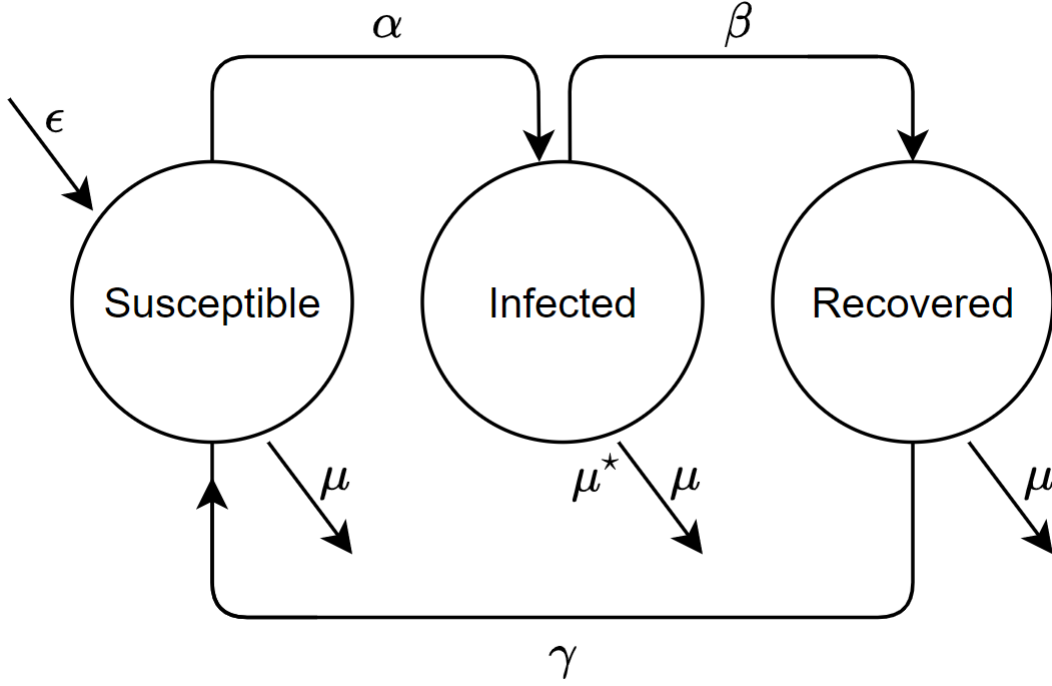 α
β
ϵ
Susceptible
Infected
Recovered
μ
μ⋆
μ
μ
γ